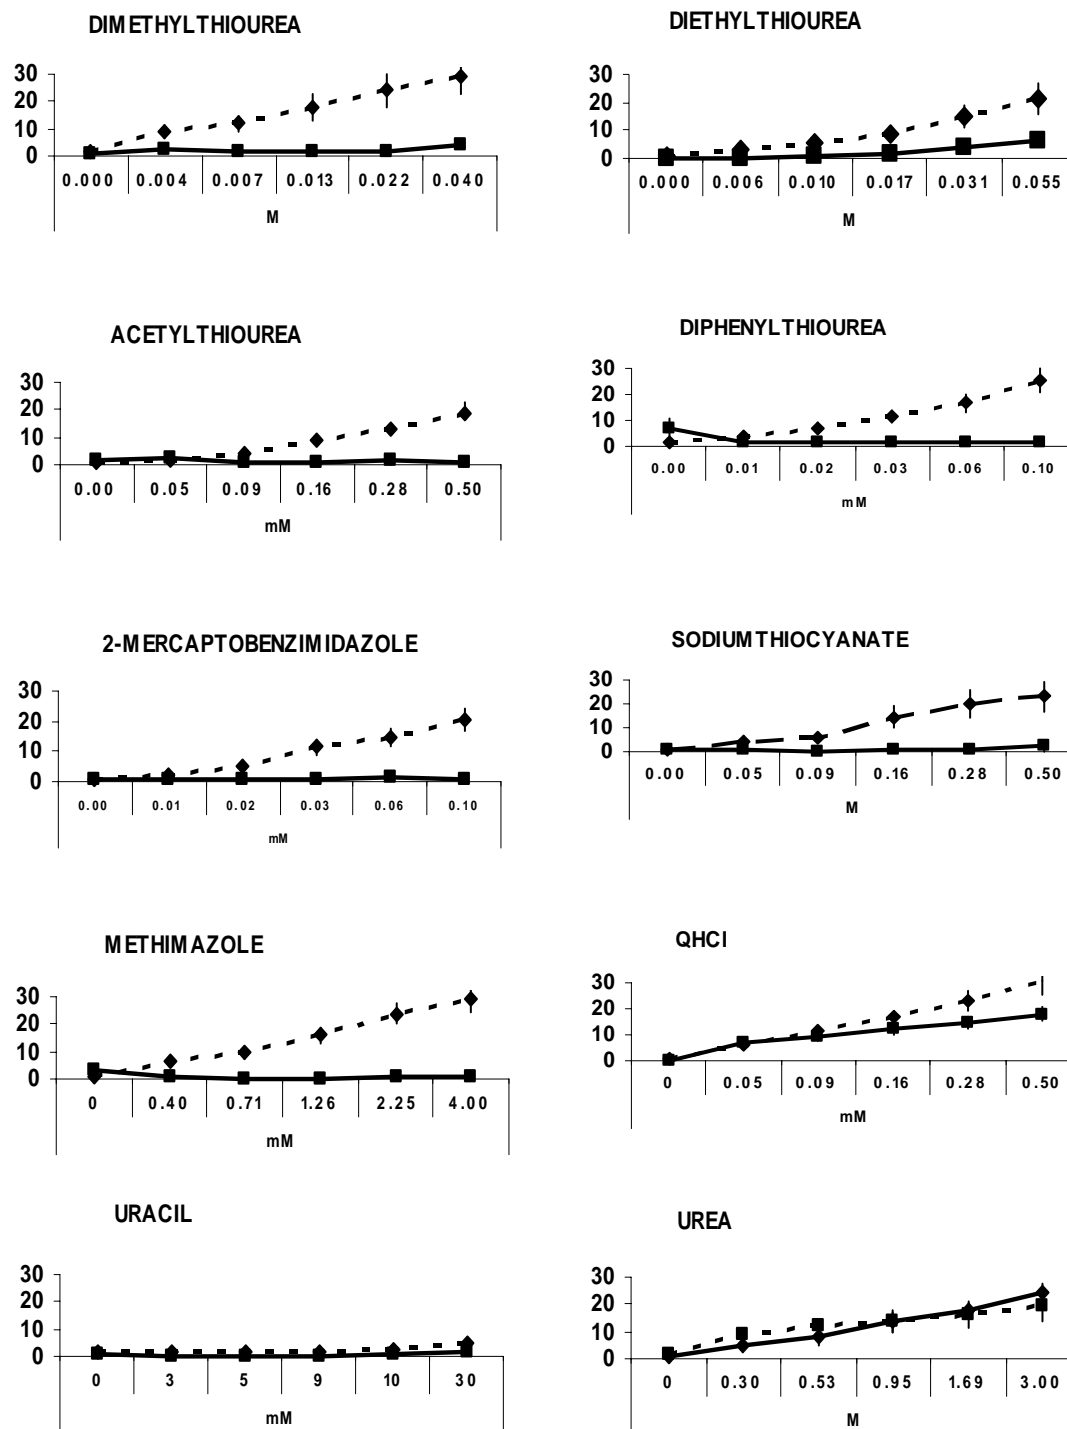 DIMETHYLTHIOUREA
30
20
10
0
0.000 0.004 0.007 0.013 0.022 0.040
M
DIETHYLTHIOUREA
30
20
10
0
0.000 0.006 0.010 0.017 0.031 0.055
M
ACETYLTHIOUREA
30
20
10
0
0.00 0.05 0.09 0.16 0.28 0.50
mM
DIPHENYLTHIOUREA
30
20
10
0
0.00 0.01 0.02 0.03 0.06 0.10
mM
2-MERCAPTOBENZIMIDAZOLE
30
20
10
0
0.00 0.01 0.02 0.03 0.06 0.10
mM
SODIUMTHIOCYANATE
30
20
10
0
0.00 0.05 0.09 0.16 0.28 0.50
M
METHIMAZOLE
30
20
10
0
0 0.40 0.71 1.26 2.25 4.00
mM
QHCl
30
20
10
0
0 0.05 0.09 0.16 0.28 0.50
mM
URACIL
30
20
10
0
0 3 5 9 10 30
mM
UREA
30
20
10
0
0 0.30 0.53 0.95 1.69 3.00
M